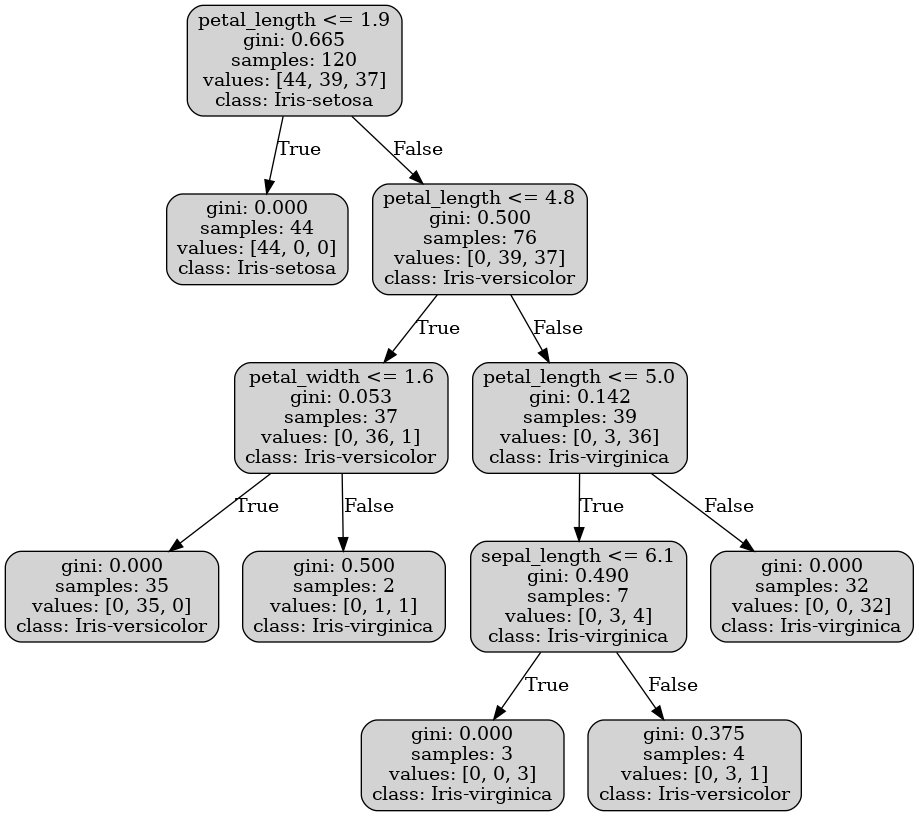 petal_length <= 1.9
gini: 0.665
samples: 120
values: [44, 39, 37]
class: Iris-setosa
True
False
gini: 0.000
samples: 44
values: [44, 0, 0]
class: Iris-setosa
petal_length <= 4.8
gini: 0.500
samples: 76
values: [0, 39, 37]
class: Iris-versicolor
True
False
petal_width <= 1.6
gini: 0.053
samples: 37
values: [0, 36, 1]
class: Iris-versicolor
petal_length <= 5.0
gini: 0.142
samples: 39
values: [0, 3, 36]
class: Iris-virginica
True
False
True
False
gini: 0.000
samples: 35
values: [0, 35, 0]
class: Iris-versicolor
gini: 0.500
samples: 2
values: [0, 1, 1]
class: Iris-virginica
sepal_length <= 6.1
gini: 0.490
samples: 7
values: [0, 3, 4]
class: Iris-virginica
gini: 0.000
samples: 32
values: [0, 0, 32]
class: Iris-virginica
True
False
gini: 0.000
samples: 3
values: [0, 0, 3]
class: Iris-virginica
gini: 0.375
samples: 4
values: [0, 3, 1]
class: Iris-versicolor